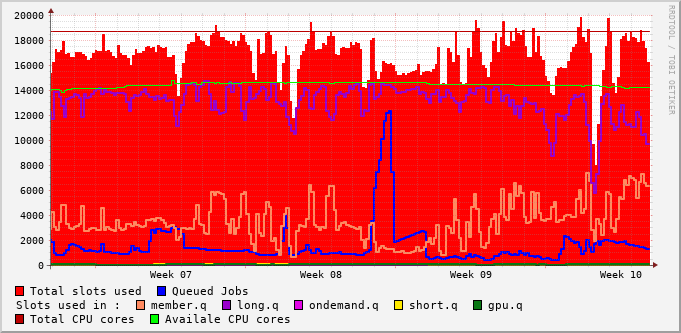 20000
18000
16000
14000
12000
10000
8000
6000
4000
2000
0
Week 07 Week 08 Week 09 Week 10
RRDTOOL / TOBI OETIKER
Total slots used Queued Jobs
Slots used in : member.q long.q ondemand.q short.q gpu.q
Total CPU cores Availale CPU cores